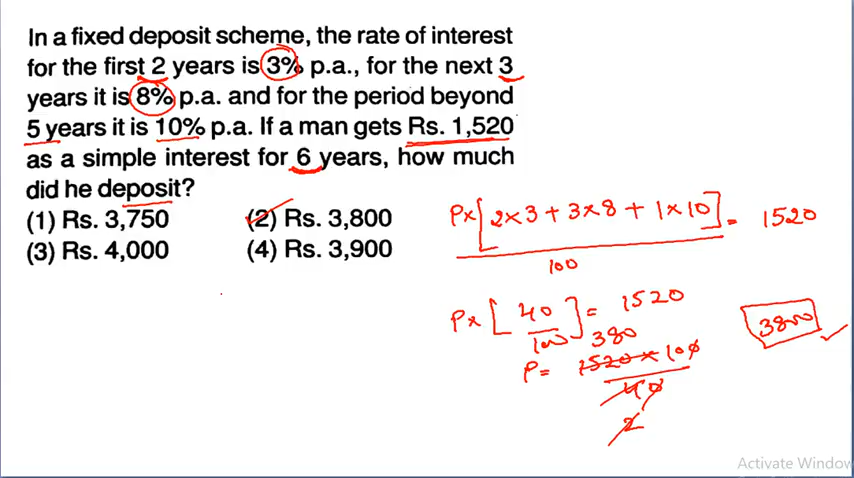 In a fixed deposit scheme, the rate of interest
for the first 2 years is 3% p.a., for the next 3
years it is 8% p.a. and for the period beyond
5 years it is 10% p.a. If a man gets Rs. 1,520
as a simple interest for 6 years, how much
did he deposit?
(1) Rs. 3,750 (2) Rs. 3,800
(3) Rs. 4,000 (4) Rs. 3,900
P×[2×3+3×8+1×10] = 1520
100
P×[40/100] = 1520
380
P= 1520×100
40
2
3800
Activate Window